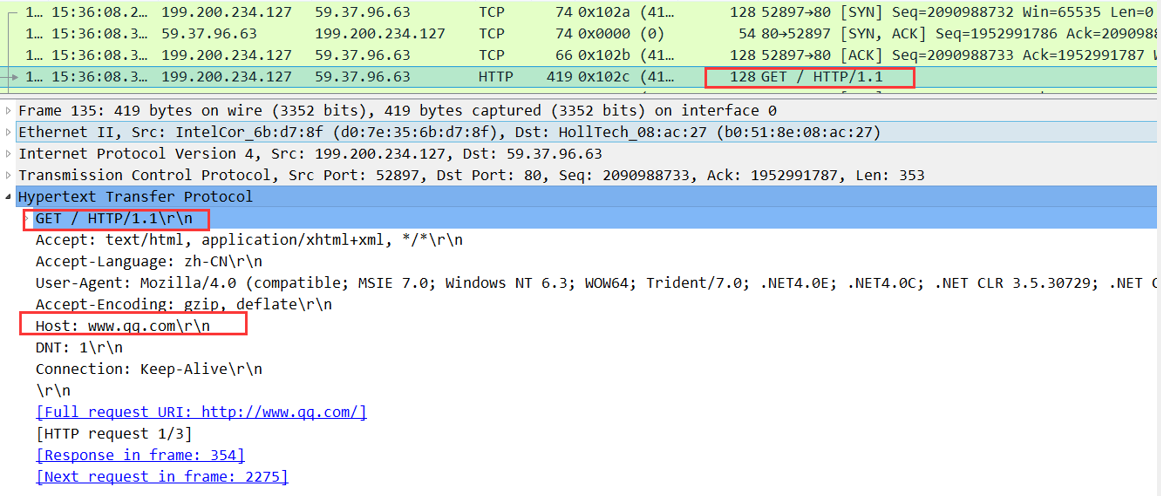 1… 15:36:08.2… 199.200.234.127 59.37.96.63 TCP 74 0x102a (41… 128 52897→80 [SYN] Seq=2090988732 Win=65535 Len=0
1… 15:36:08.3… 59.37.96.63 199.200.234.127 TCP 74 0x0000 (0) 54 80→52897 [SYN, ACK] Seq=1952991786 Ack=209098
1… 15:36:08.3… 199.200.234.127 59.37.96.63 TCP 66 0x102b (41… 128 52897→80 [ACK] Seq=2090988733 Ack=1952991787 W
1… 15:36:08.3… 199.200.234.127 59.37.96.63 HTTP 419 0x102c (41… 128 GET / HTTP/1.1
Frame 135: 419 bytes on wire (3352 bits), 419 bytes captured (3352 bits) on interface 0
Ethernet II, Src: IntelCor_6b:d7:8f (d0:7e:35:6b:d7:8f), Dst: HollTech_08:ac:27 (b0:51:8e:08:ac:27)
Internet Protocol Version 4, Src: 199.200.234.127, Dst: 59.37.96.63
Transmission Control Protocol, Src Port: 52897, Dst Port: 80, Seq: 2090988733, Ack: 1952991787, Len: 353
Hypertext Transfer Protocol
GET / HTTP/1.1\r\n
Accept: text/html, application/xhtml+xml, */*\r\n
Accept-Language: zh-CN\r\n
User-Agent: Mozilla/4.0 (compatible; MSIE 7.0; Windows NT 6.3; WOW64; Trident/7.0; .NET4.0E; .NET4.0C; .NET CLR 3.5.30729; .NET C
Accept-Encoding: gzip, deflate\r\n
Host: www.qq.com\r\n
DNT: 1\r\n
Connection: Keep-Alive\r\n
\r\n
[Full request URI: http://www.qq.com/]
[HTTP request 1/3]
[Response in frame: 354]
[Next request in frame: 2275]